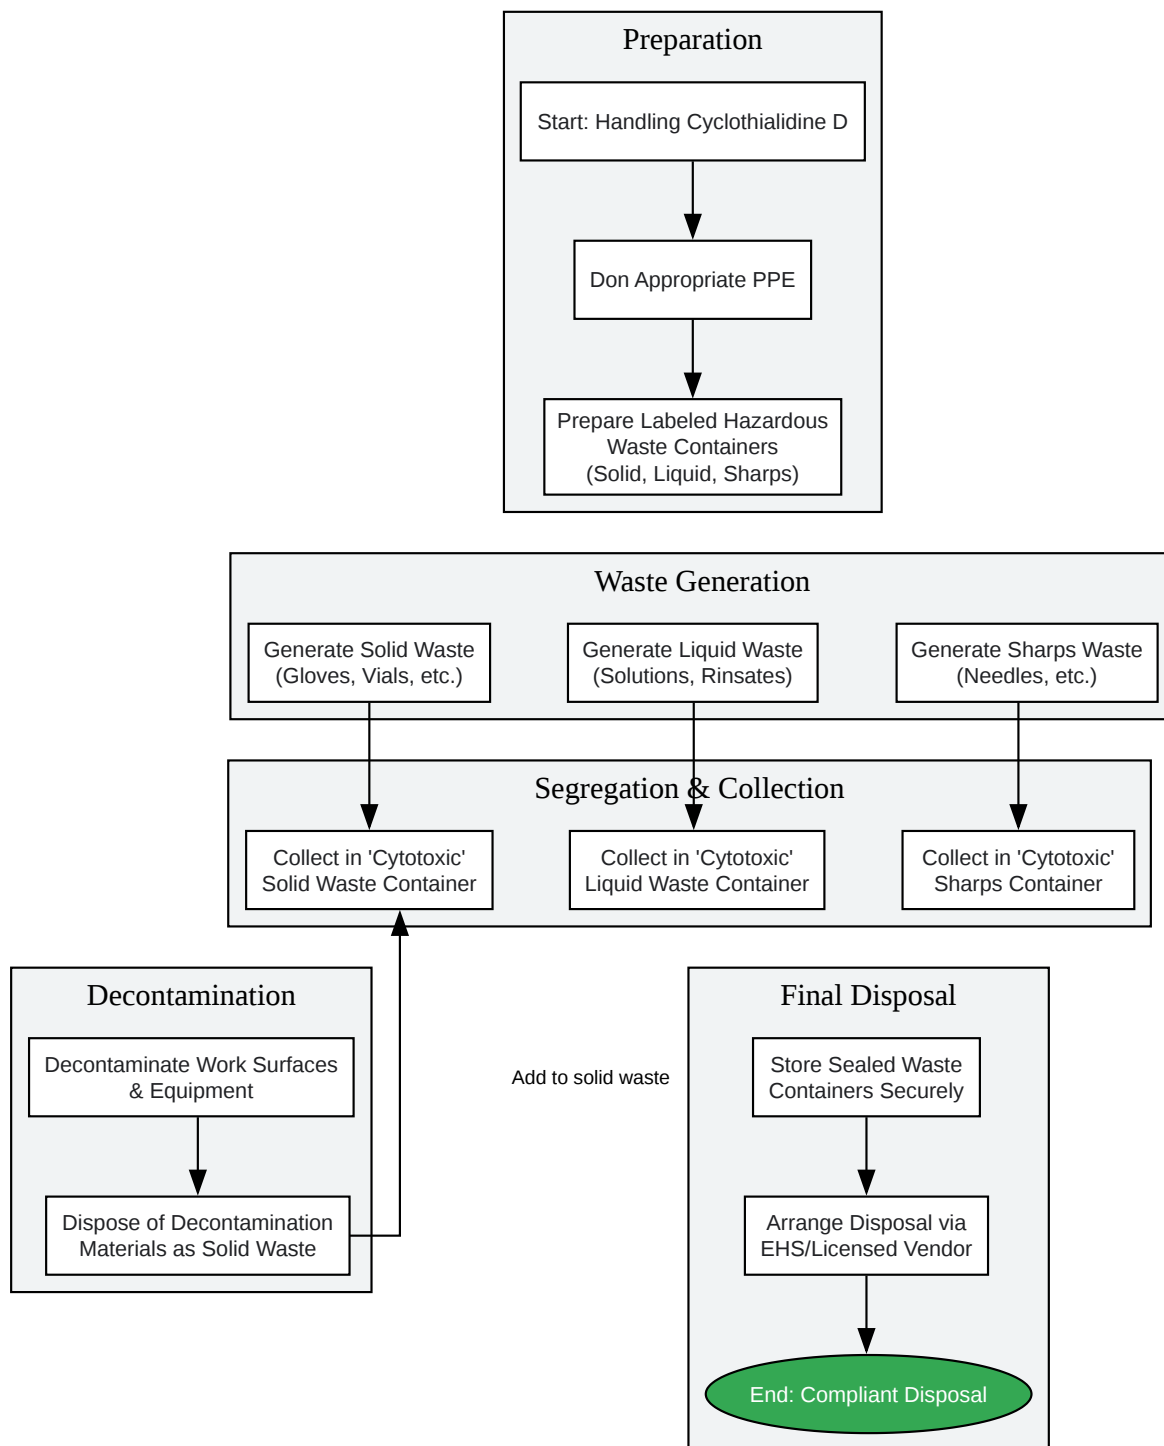 Preparation
Start: Handling Cyclothialidine D
Don Appropriate PPE
Prepare Labeled Hazardous
Waste Containers
(Solid, Liquid, Sharps)
Waste Generation
Generate Solid Waste
(Gloves, Vials, etc.)
Generate Liquid Waste
(Solutions, Rinsates)
Generate Sharps Waste
(Needles, etc.)
Segregation & Collection
Collect in 'Cytotoxic'
Solid Waste Container
Collect in 'Cytotoxic'
Liquid Waste Container
Collect in 'Cytotoxic'
Sharps Container
Decontamination
Decontaminate Work Surfaces
& Equipment
Dispose of Decontamination
Materials as Solid Waste
Add to solid waste
Final Disposal
Store Sealed Waste
Containers Securely
Arrange Disposal via
EHS/Licensed Vendor
End: Compliant Disposal